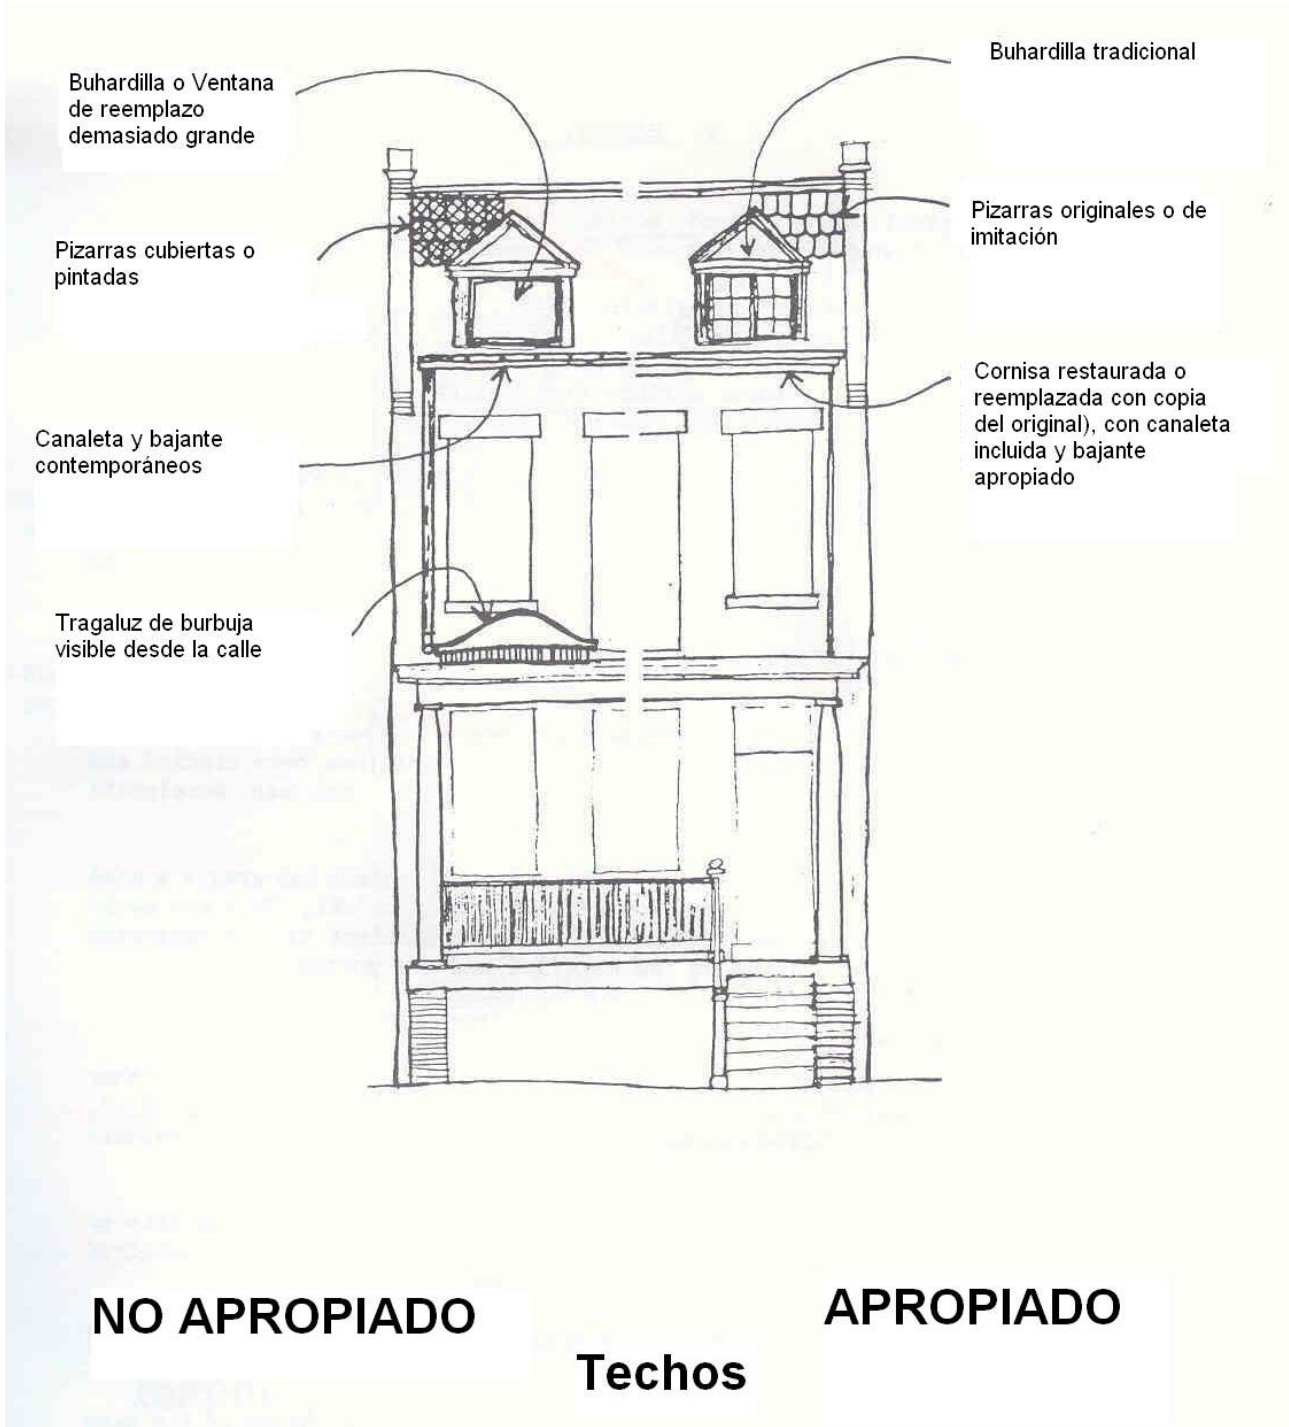 Buhardilla o Ventana
de reemplazo
demasiado grande
Pizarras cubiertas o
pintadas
Canaleta y bajante
contemporáneos
Tragaluz de burbuja
visible desde la calle
Buhardilla tradicional
Pizarras originales o de
imitación
Cornisa restaurada o
reemplazada con copia
del original), con canaleta
incluida y bajante
apropiado
NO APROPIADO
APROPIADO
Techos